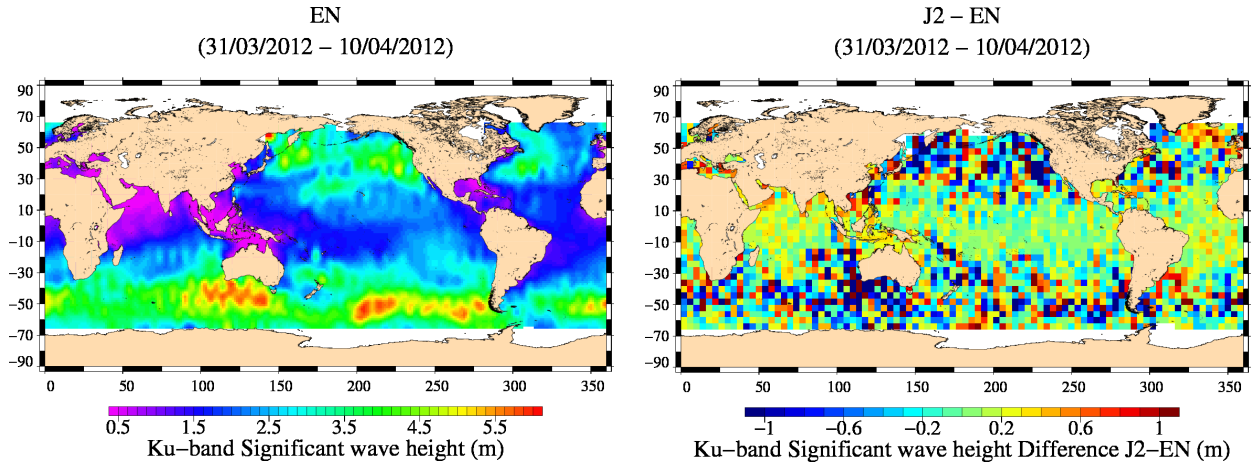 EN
(31/03/2012 – 10/04/2012)
90
70
50
30
10
−10
−30
−50
−70
−90
0 50 100 150 200 250 300 350
0.5 1.5 2.5 3.5 4.5 5.5
Ku−band Significant wave height (m)
J2 – EN
(31/03/2012 – 10/04/2012)
90
70
50
30
10
−10
−30
−50
−70
−90
0 50 100 150 200 250 300 350
−1 −0.6 −0.2 0.2 0.6 1
Ku−band Significant wave height Difference J2−EN (m)